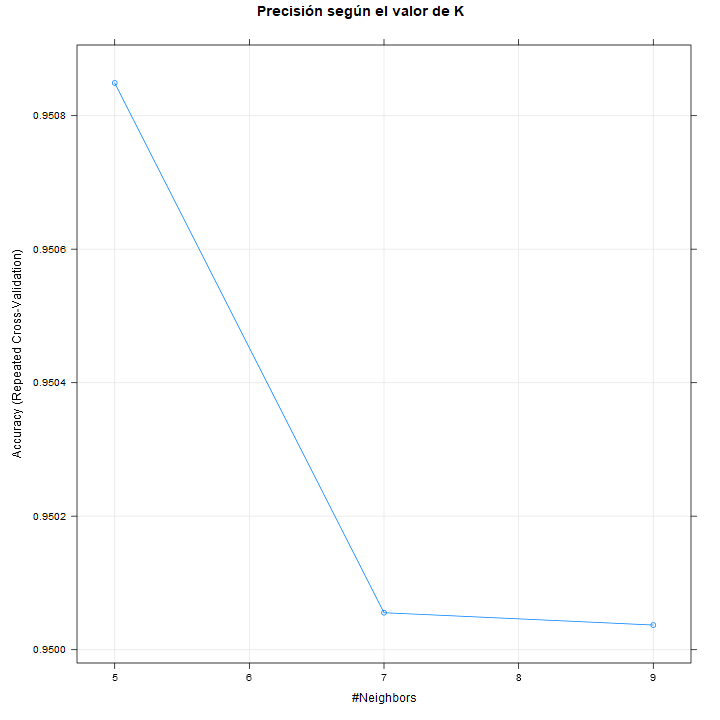 Precisión según el valor de K
0.9508
0.9506
0.9504
0.9502
0.9500
Accuracy (Repeated Cross-Validation)
5 6 7 8 9
#Neighbors